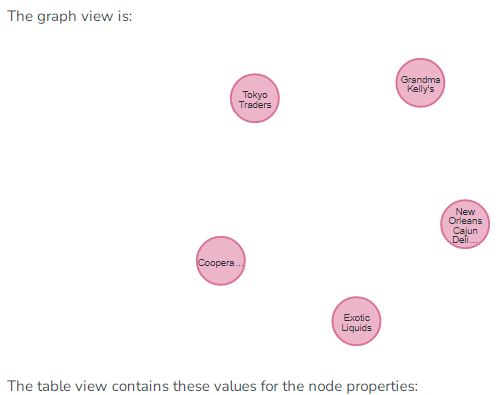 The graph view is:
Grandma
Kelly's
Tokyo
Traders
New
Orleans
Cajun
Deli...
Coopera...
Exotic
Liquids
The table view contains these values for the node properties: